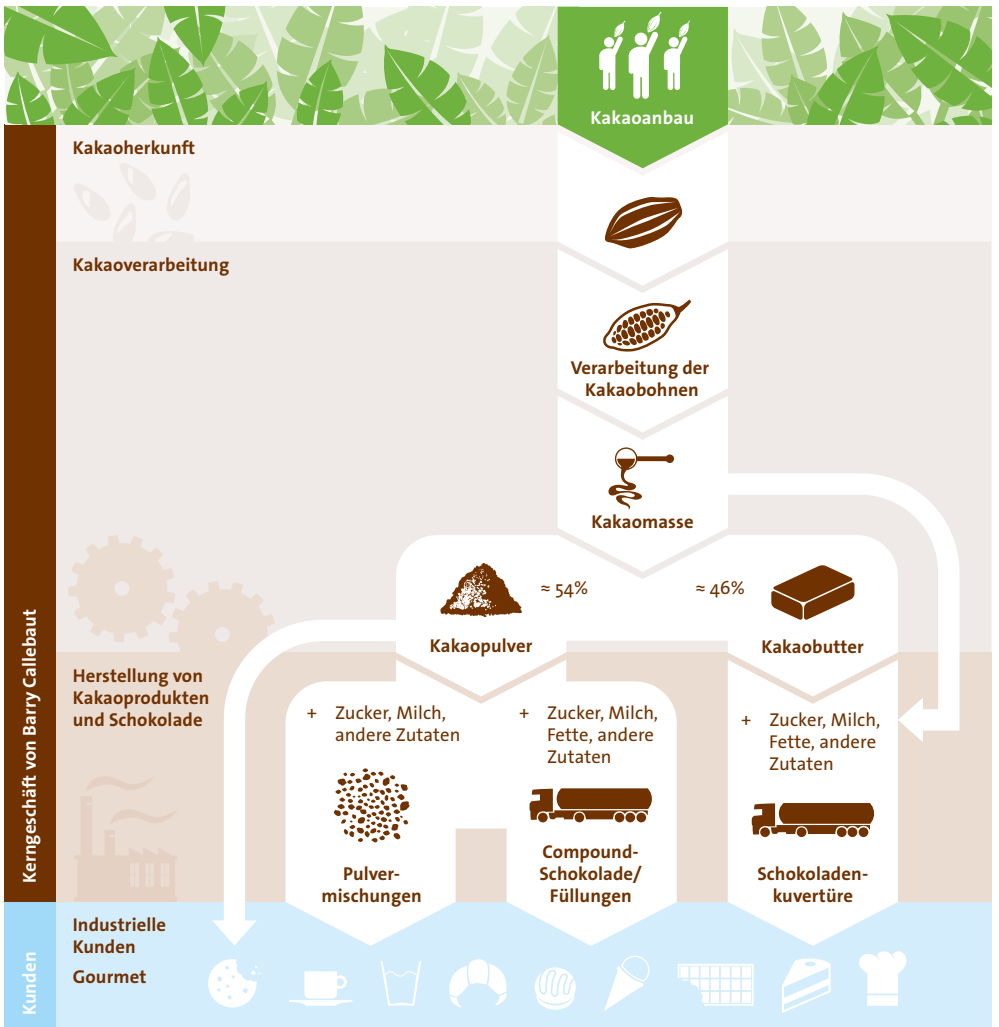 Kakaoanbau
Kakaoherkunft
Kakaoverarbeitung
Verarbeitung der
Kakaobohnen
Kakaomasse
≈ 54%
≈ 46%
Kakaopulver
Kakaobutter
Kerngeschäft von Barry Callebaut
Herstellung von
Kakaoprodukten
und Schokolade
+ Zucker, Milch,
andere Zutaten
+ Zucker, Milch,
Fette, andere
Zutaten
+ Zucker, Milch,
Fette, andere
Zutaten
Pulver-
mischungen
Compound-
Schokolade/
Füllungen
Schokoladen-
kuvertüre
Kunden
Industrielle
Kunden
Gourmet